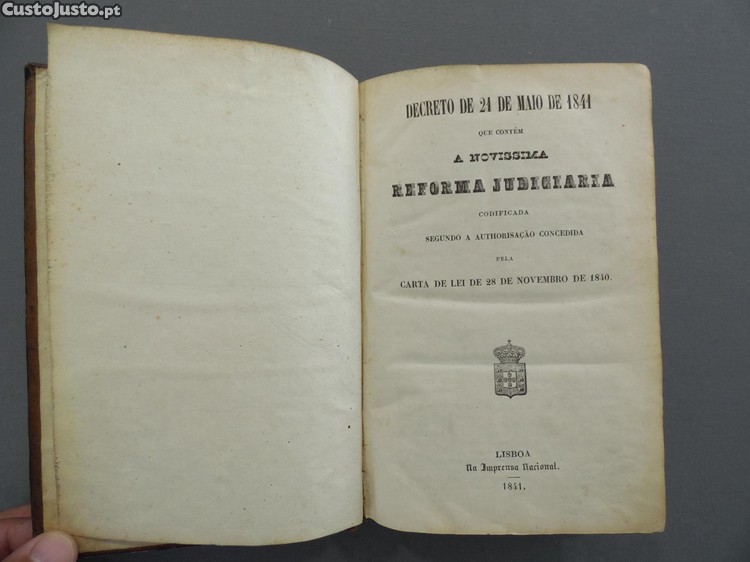 CustoJusto.pt
DECRETO DE 21 DE MAIO DE 1841
QUE CONTÉM
A NOVISSIMA
REFORMA JUDICIARIA
CODIFICADA
SEGUNDO A AUTHORISAÇÃO CONCEDIDA
PELA
CARTA DE LEI DE 28 DE NOVEMBRO DE 1840.
LISBOA
Na Imprensa Nacional.
1841.